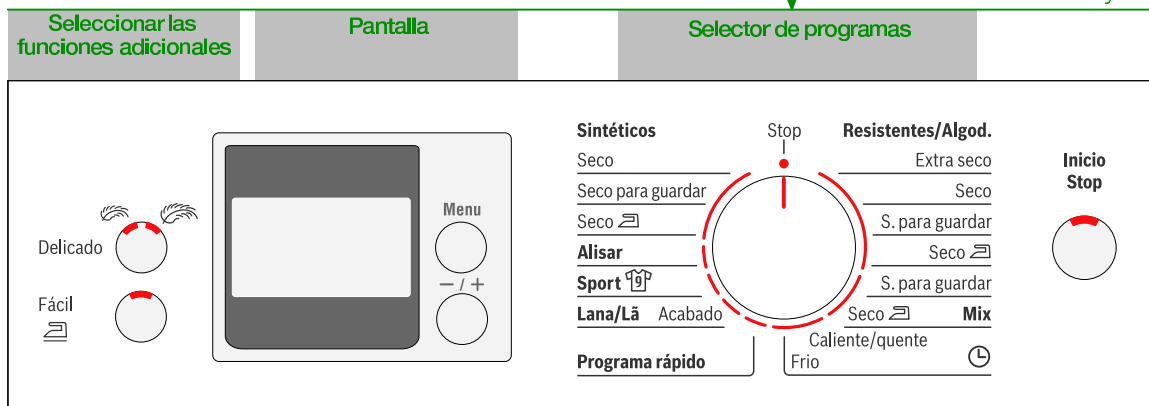 Seleccionar las
funciones adicionales
Pantalla
Selector de programas
Delicado
Fácil
Menu
− / +
Sintéticos
Seco
Seco para guardar
Seco
Alisar
Sport 9
Lana/Lã Acabado
Programa rápido
Stop
Resistentes/Algod.
Extra seco
Seco
S. para guardar
Seco
S. para guardar
Seco Mix
Caliente/quente
Frio
Inicio
Stop